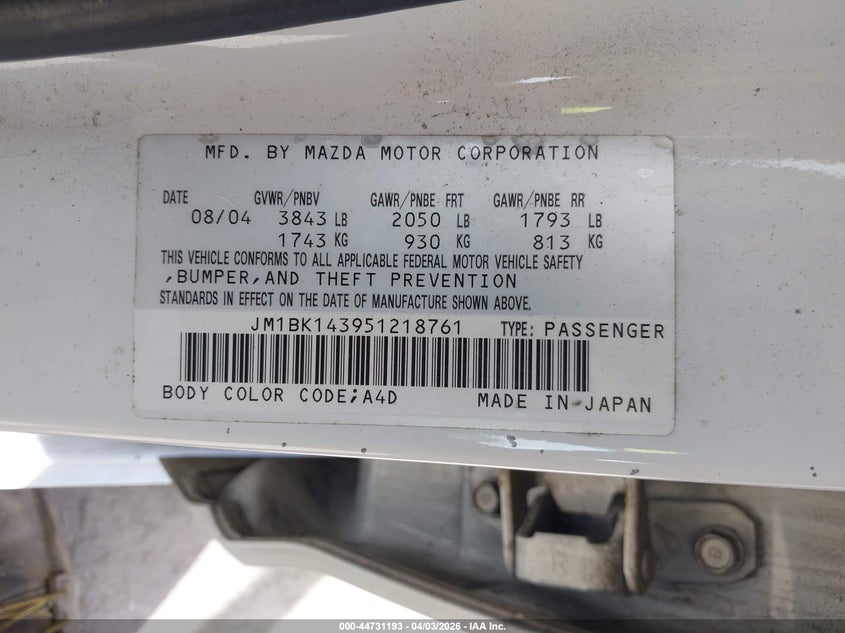 MFD. BY MAZDA MOTOR CORPORATION
DATE GVWR/PNBV GAWR/PNBE FRT GAWR/PNBE RR
08/04 3843 LB 2050 LB 1793 LB
1743 KG 930 KG 813 KG
THIS VEHICLE CONFORMS TO ALL APPLICABLE FEDERAL MOTOR VEHICLE SAFETY
,BUMPER,AND THEFT PREVENTION
STANDARDS IN EFFECT ON THE DATE OF MANUFACTURE SHOWN ABOVE.
JM1BK143951218761 TYPE: PASSENGER
BODY COLOR CODE;A4D MADE IN JAPAN
R
000-44731193 - 04/03/2026 - IAA Inc.